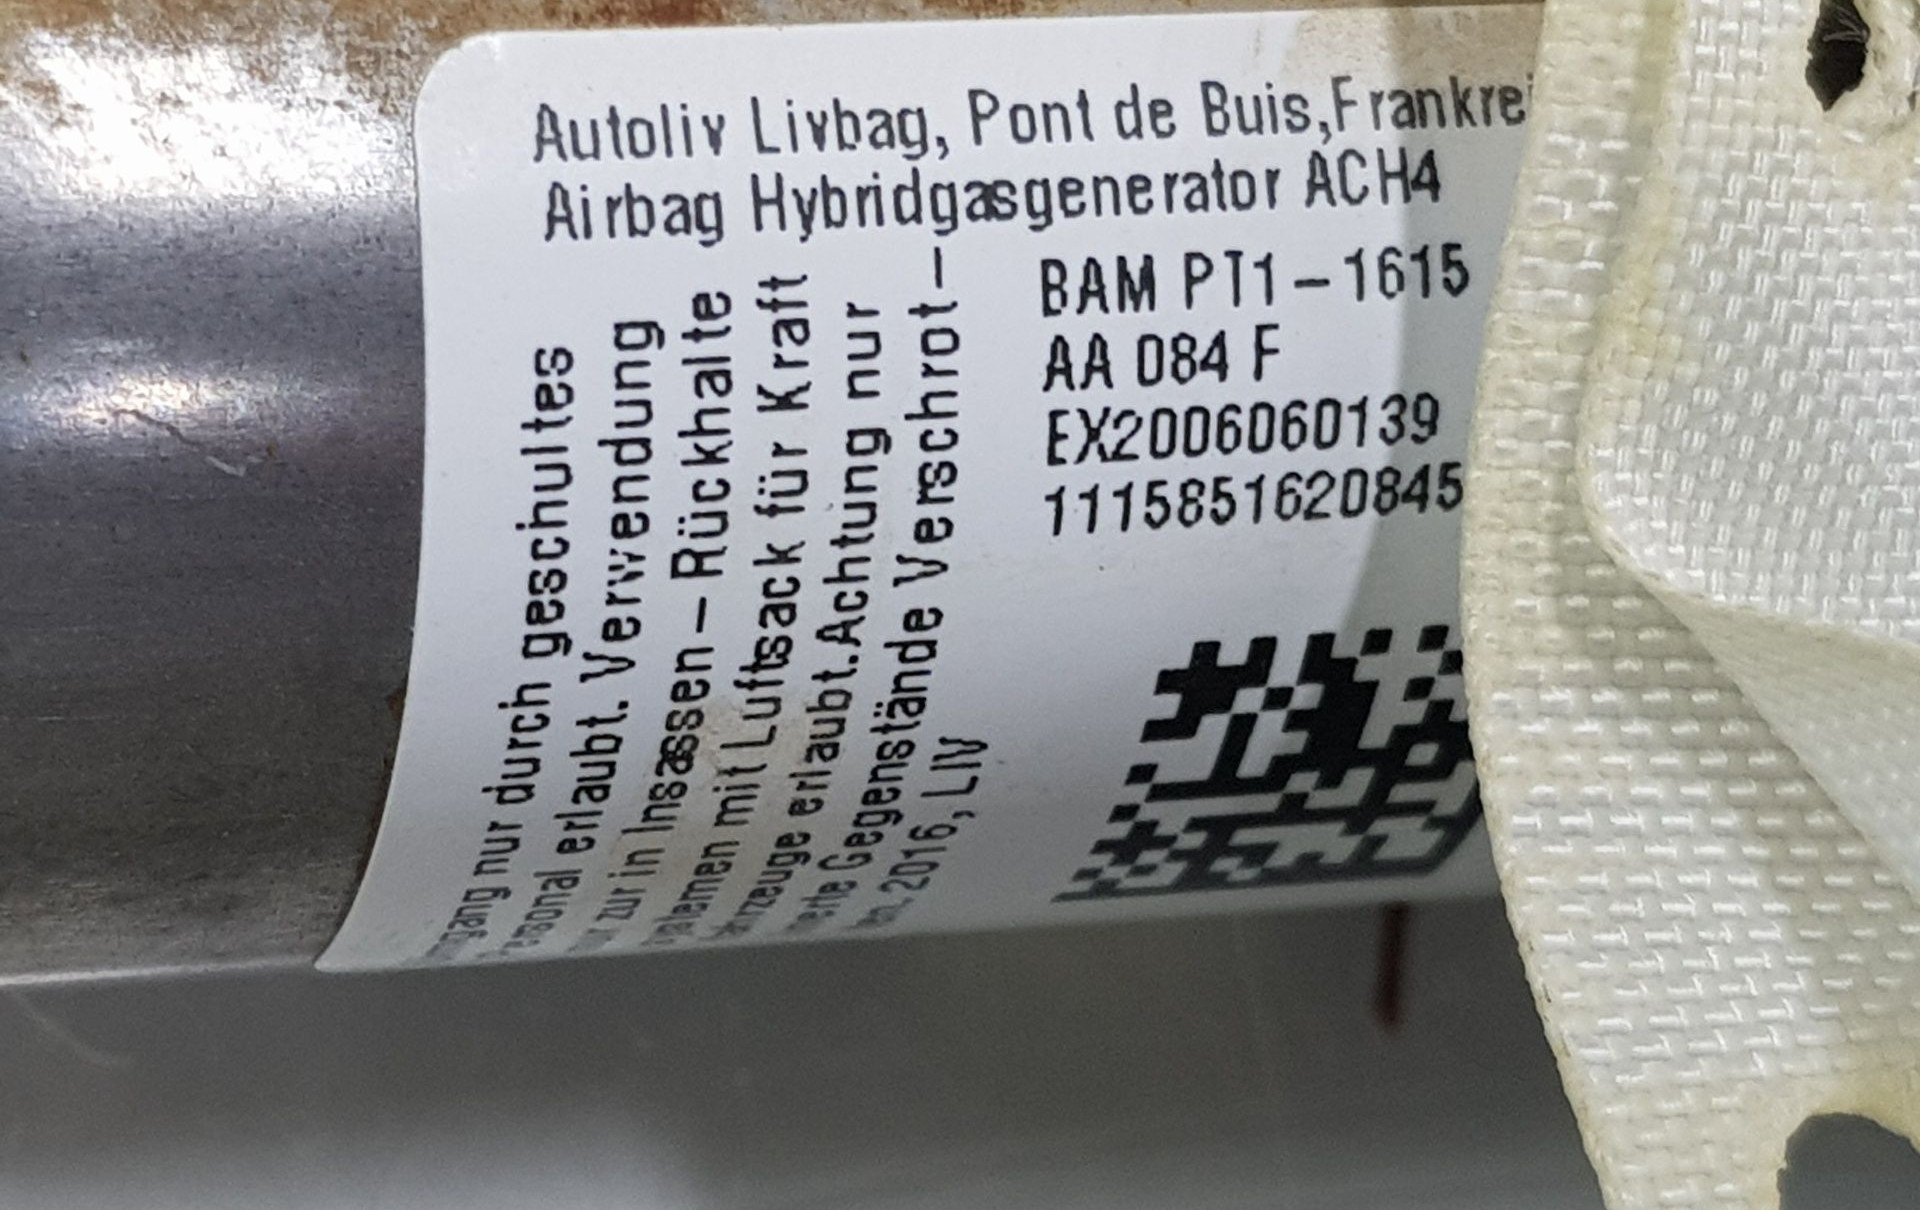 Autoliv Livbag, Pont de Buis,Frankrei
Airbag Hybridgasgenerator ACH4
BAM PT1-1615
AA 084 F
EX2006060139
1115851620845
nur durch geschultes
erlaubt. Verwendung
zur in Insassen-Rückhalte
mit Luftsack für Kraft
erlaubt.Achtung nur
Gegenstände Verschrot-
2016, LIV